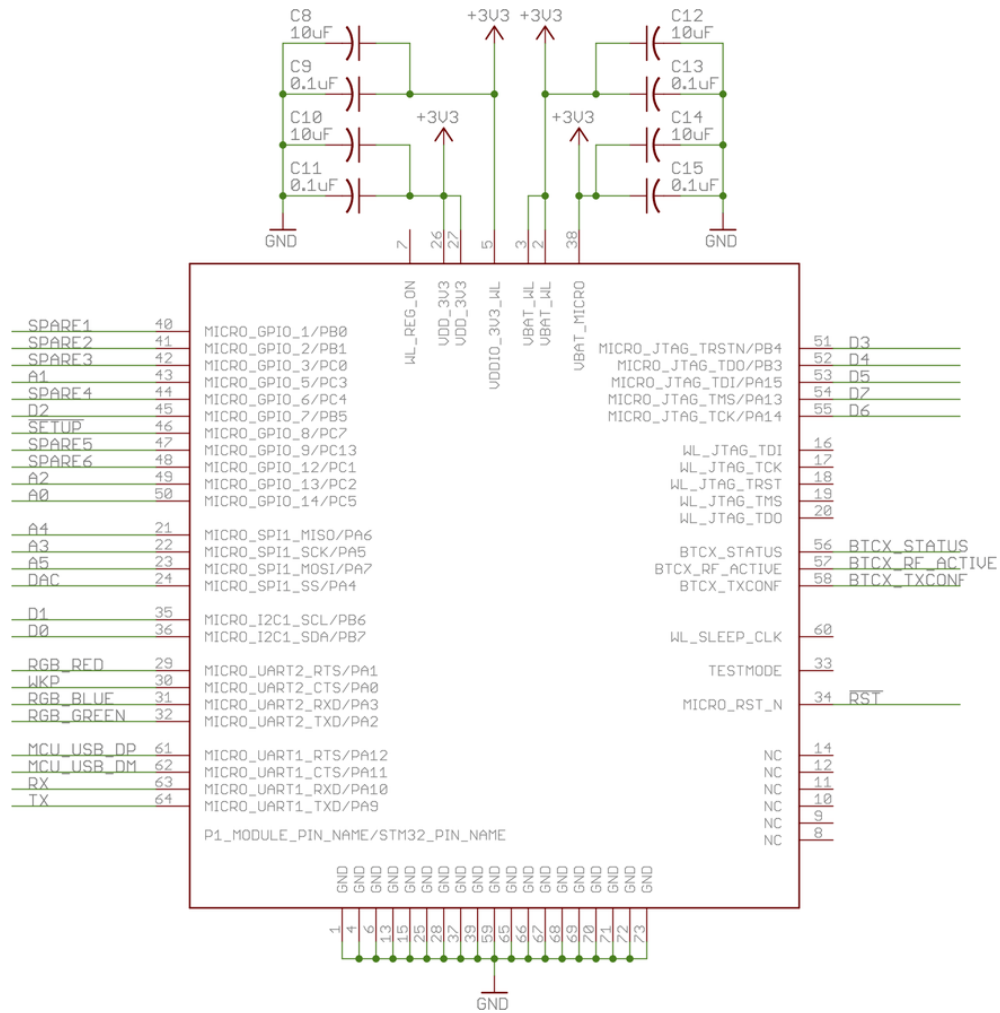 C8
10uF
C9
0.1uF
C10
10uF
C11
0.1uF
GND
+3V3
+3V3
+3V3
+3V3
C12
10uF
C13
0.1uF
C14
10uF
C15
0.1uF
GND
7
26
27
5
3
2
38
WL_REG_ON
VDD_3V3
VDD_3V3
VDDIO_3V3_WL
VBAT_WL
VBAT_WL
VBAT_MICRO
SPARE1 40 MICRO_GPIO_1/PB0
SPARE2 41 MICRO_GPIO_2/PB1
SPARE3 42 MICRO_GPIO_3/PC0
A1 43 MICRO_GPIO_5/PC3
SPARE4 44 MICRO_GPIO_6/PC4
D2 45 MICRO_GPIO_7/PB5
SETUP 46 MICRO_GPIO_8/PC7
SPARE5 47 MICRO_GPIO_9/PC13
SPARE6 48 MICRO_GPIO_12/PC1
A2 49 MICRO_GPIO_13/PC2
A0 50 MICRO_GPIO_14/PC5
A4 21 MICRO_SPI1_MISO/PA6
A3 22 MICRO_SPI1_SCK/PA5
A5 23 MICRO_SPI1_MOSI/PA7
DAC 24 MICRO_SPI1_SS/PA4
D1 35 MICRO_I2C1_SCL/PB6
D0 36 MICRO_I2C1_SDA/PB7
RGB_RED 29 MICRO_UART2_RTS/PA1
WKP 30 MICRO_UART2_CTS/PA0
RGB_BLUE 31 MICRO_UART2_RXD/PA3
RGB_GREEN 32 MICRO_UART2_TXD/PA2
MCU_USB_DP 61 MICRO_UART1_RTS/PA12
MCU_USB_DM 62 MICRO_UART1_CTS/PA11
RX 63 MICRO_UART1_RXD/PA10
TX 64 MICRO_UART1_TXD/PA9
P1_MODULE_PIN_NAME/STM32_PIN_NAME
MICRO_JTAG_TRSTN/PB4 51 D3
MICRO_JTAG_TDO/PB3 52 D4
MICRO_JTAG_TDI/PA15 53 D5
MICRO_JTAG_TMS/PA13 54 D7
MICRO_JTAG_TCK/PA14 55 D6
WL_JTAG_TDI 16
WL_JTAG_TCK 17
WL_JTAG_TRST 18
WL_JTAG_TMS 19
WL_JTAG_TDO 20
BTCX_STATUS 56 BTCX_STATUS
BTCX_RF_ACTIVE 57 BTCX_RF_ACTIVE
BTCX_TXCONF 58 BTCX_TXCONF
WL_SLEEP_CLK 60
TESTMODE 33
MICRO_RST_N 34 RST
NC 14
NC 12
NC 11
NC 10
NC 9
NC 8
GND GND GND GND GND GND GND GND GND GND GND GND GND GND GND GND GND GND GND
1 4 6 13 15 25 28 37 39 59 65 66 67 68 69 70 71 72 73
GND